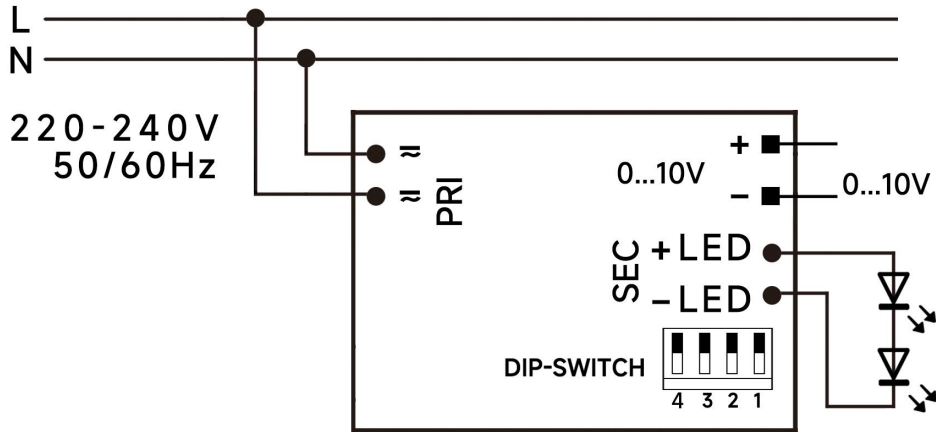 L
N
220-240V
50/60Hz
≂
≂
PRI
+
0...10V
−
0...10V
SEC
+LED
−LED
DIP-SWITCH
4 3 2 1